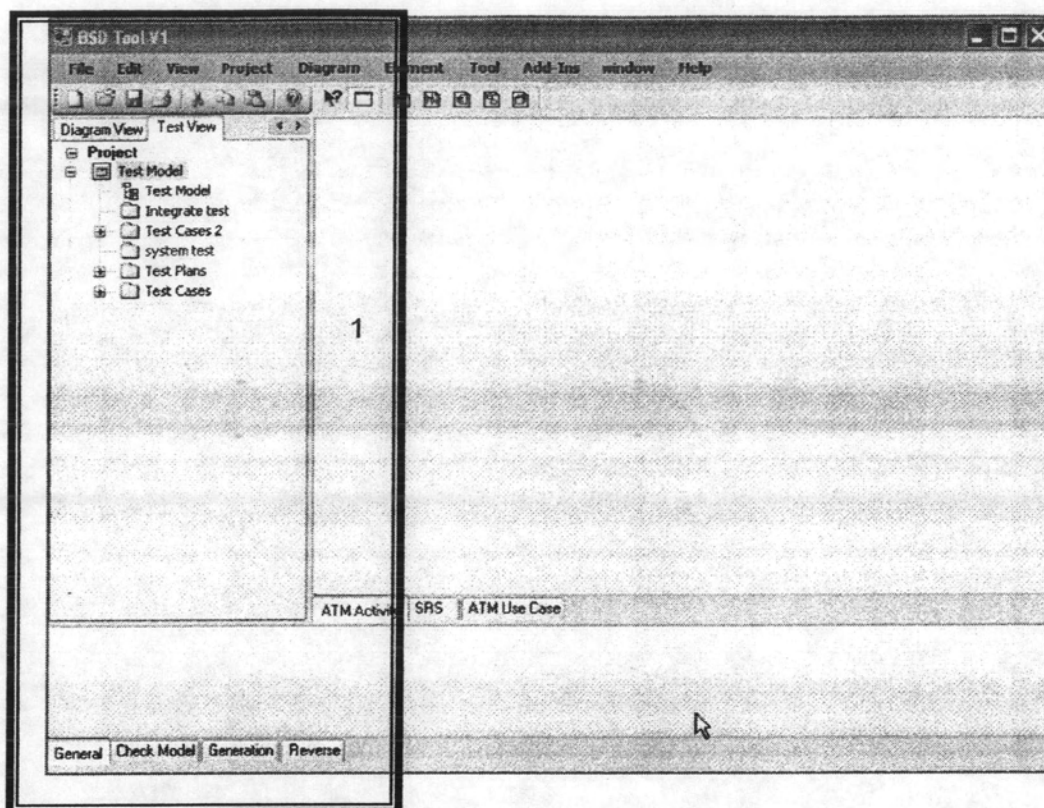 BSD Tool V1
File Edit View Project Diagram Element Tool Add-Ins window Help
Diagram View Test View
Project
Test Model
Test Model
Integrate test
Test Cases 2
system test
Test Plans
Test Cases
1
ATM Activity SRS ATM Use Case
General Check Model Generation Reverse